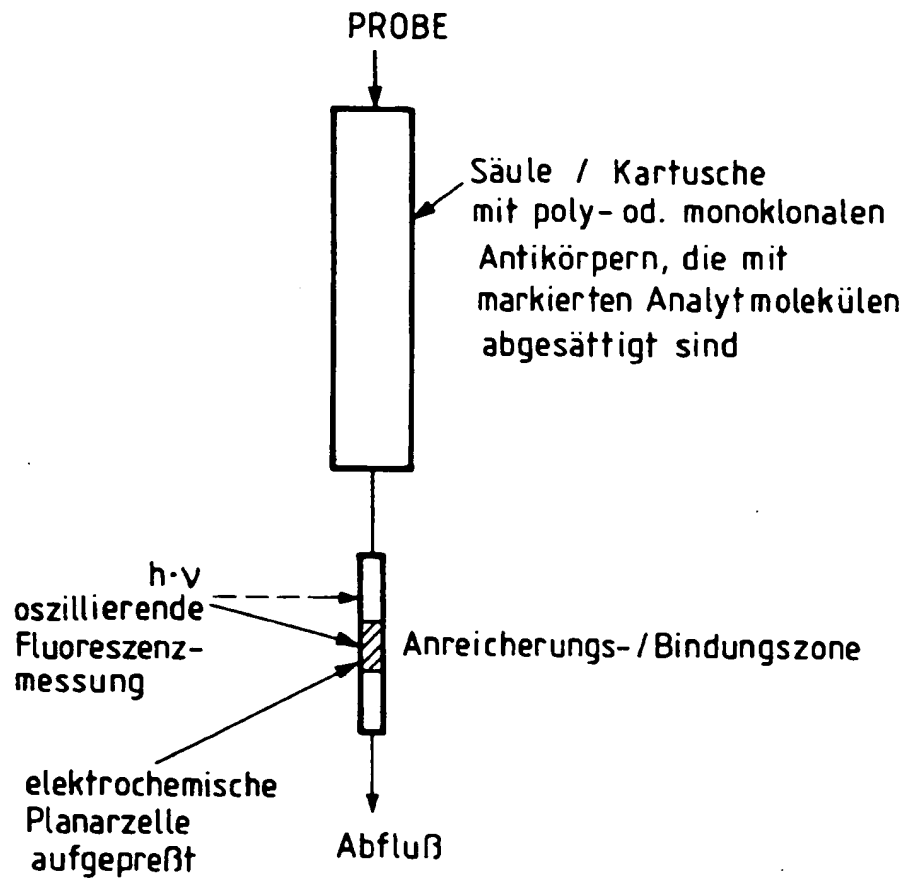 PROBE
Säule / Kartusche
mit poly- od. monoklonalen
Antikörpern, die mit
markierten Analytmolekülen
abgesättigt sind
h·ν
oszillierende
Fluoreszenz-
messung
Anreicherungs-/Bindungszone
elektrochemische
Planarzelle
aufgepreßt
Abfluß